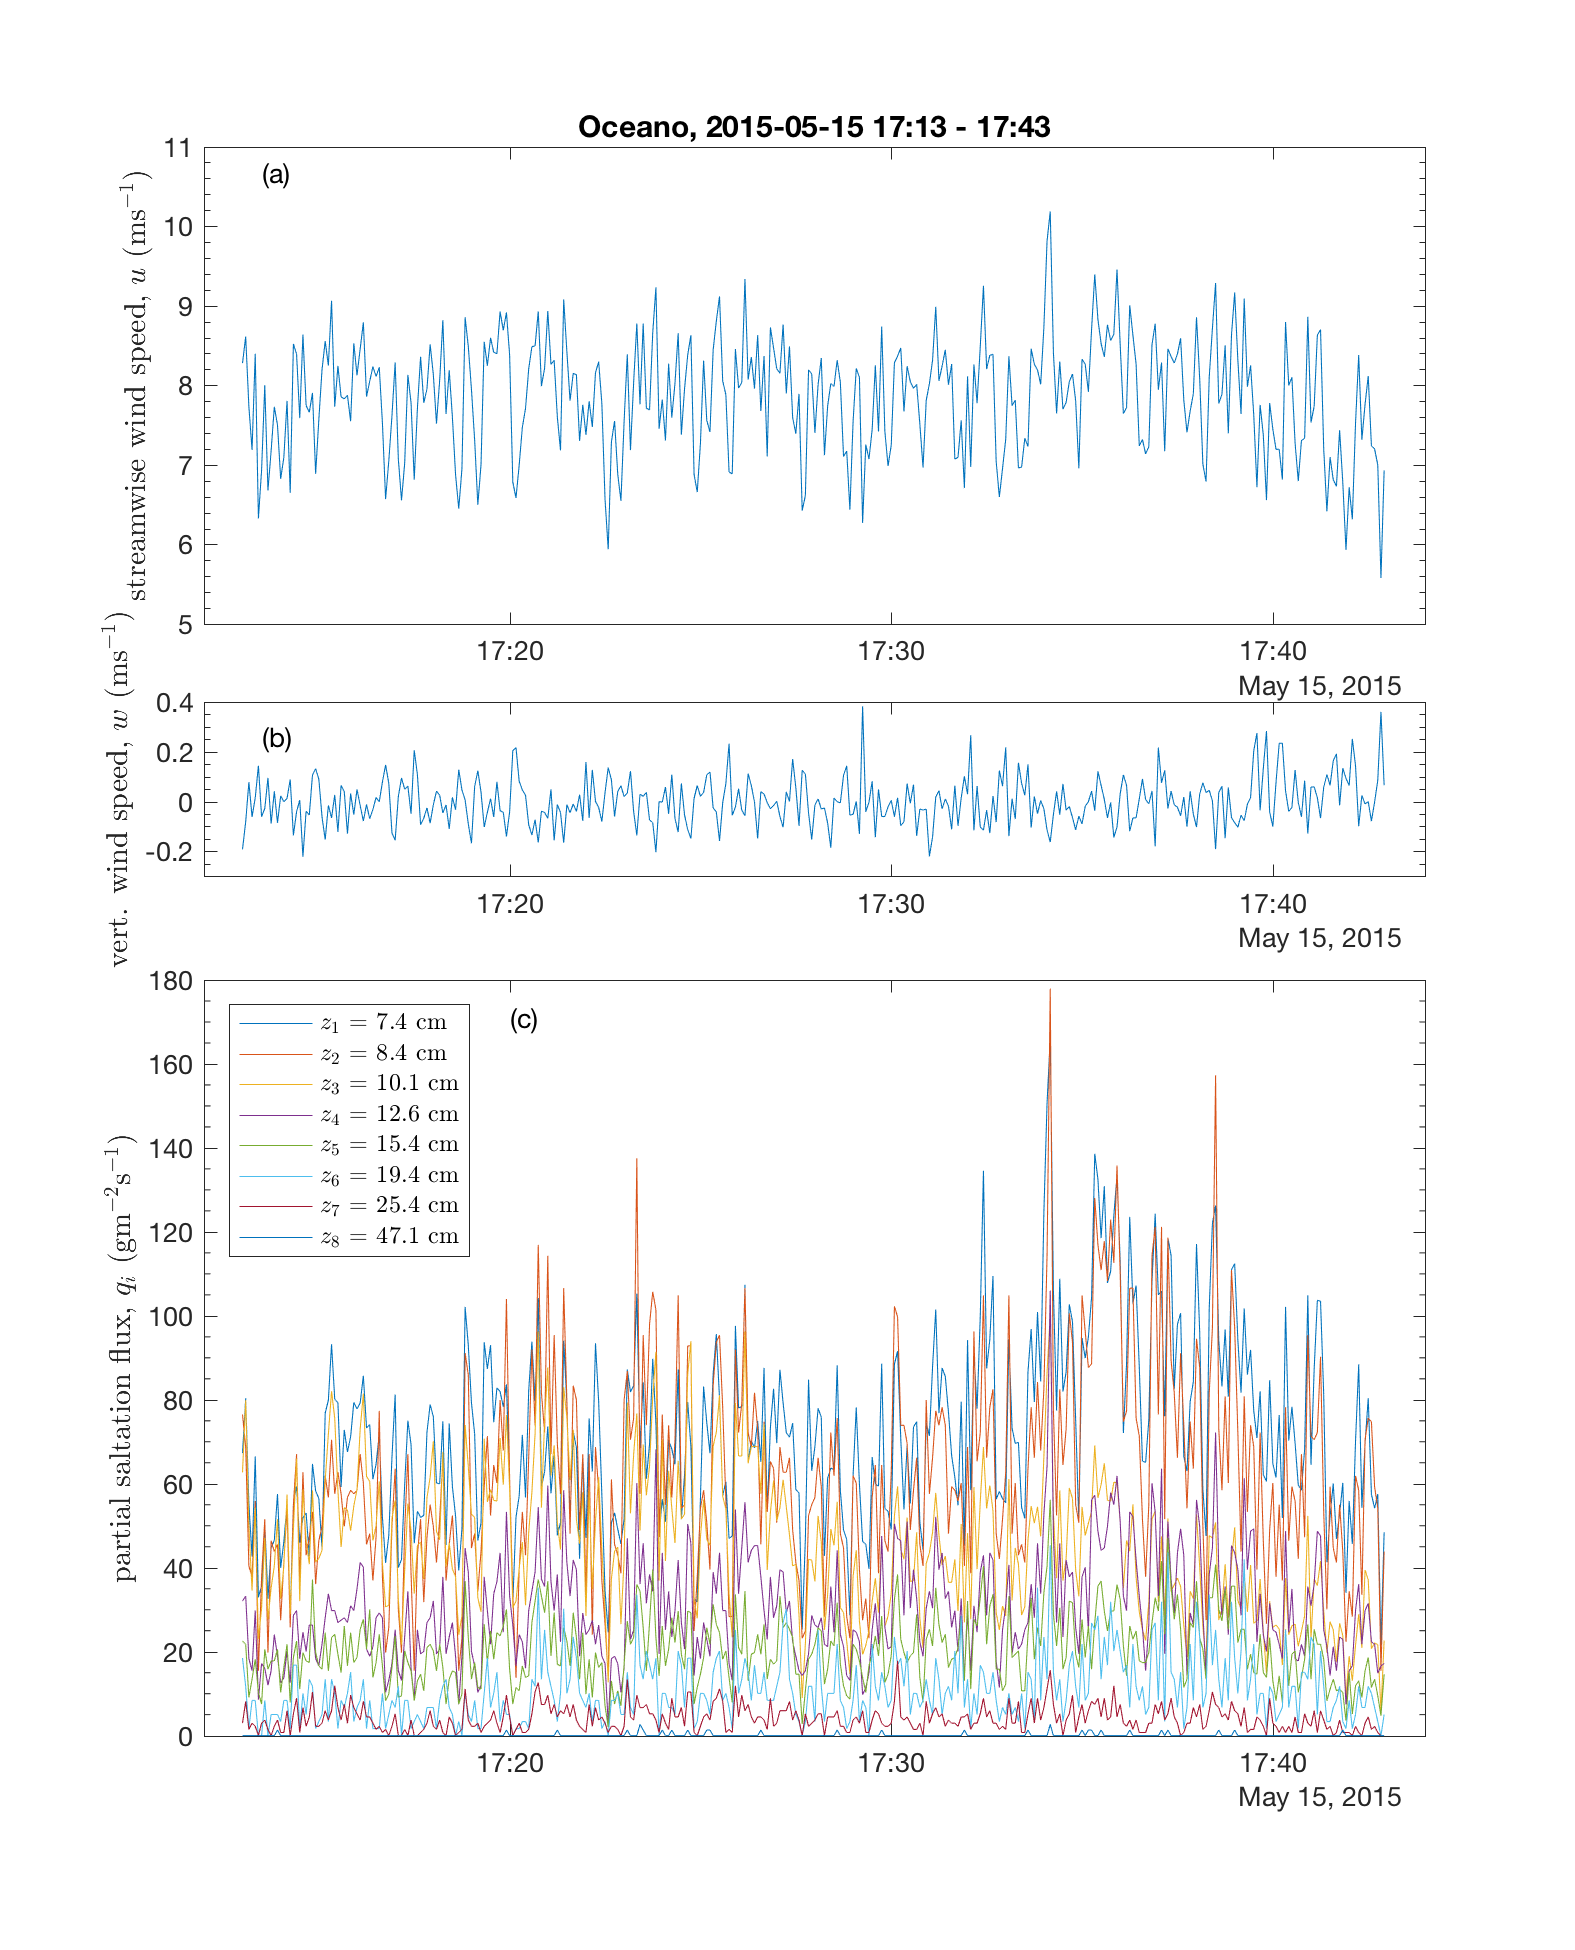 Oceano, 2015-05-15 17:13 - 17:43
(a)
streamwise wind speed, u (ms⁻¹)
11
10
9
8
7
6
5
17:20 17:30 17:40
May 15, 2015
(b)
vert. wind speed, w (ms⁻¹)
0.4
0.2
0
-0.2
17:20 17:30 17:40
May 15, 2015
(c)
partial saltation flux, qᵢ (gm⁻²s⁻¹)
180
160
140
120
100
80
60
40
20
0
z₁ = 7.4 cm
z₂ = 8.4 cm
z₃ = 10.1 cm
z₄ = 12.6 cm
z₅ = 15.4 cm
z₆ = 19.4 cm
z₇ = 25.4 cm
z₈ = 47.1 cm
17:20 17:30 17:40
May 15, 2015